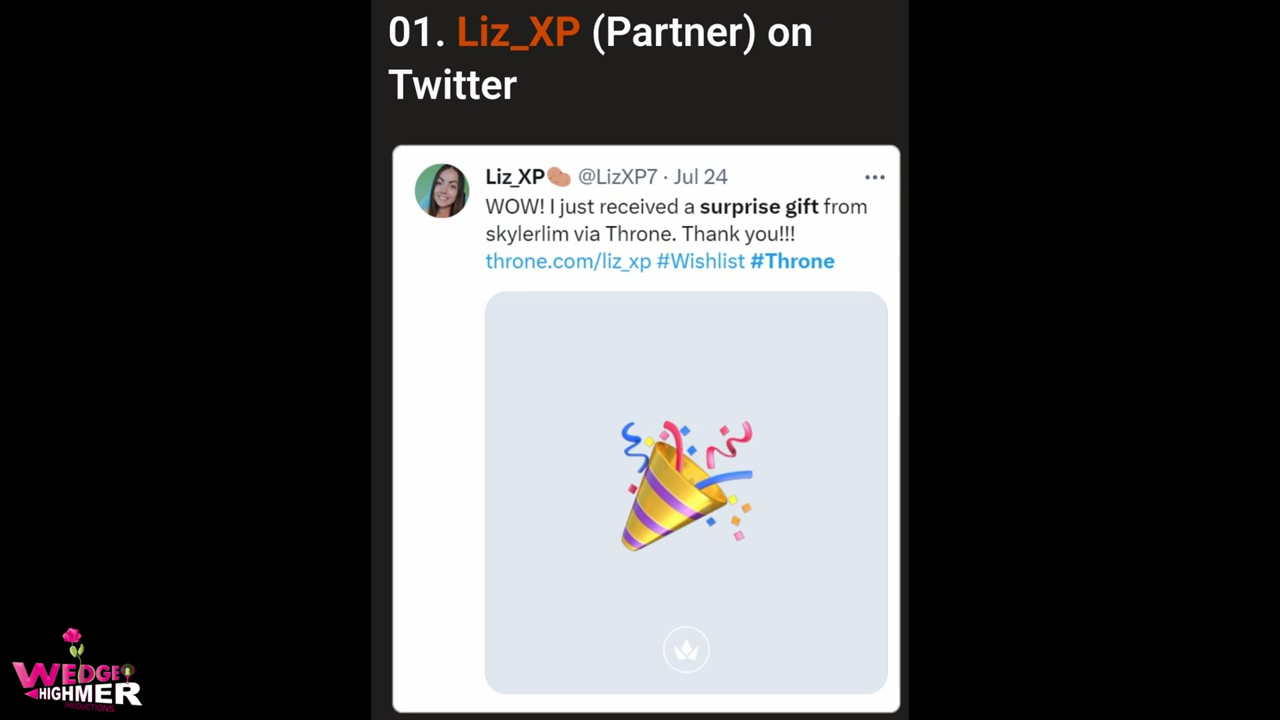 01. Liz_XP (Partner) on
Twitter
Liz_XP🥔 @LizXP7 · Jul 24
WOW! I just received a surprise gift from
skylerlim via Throne. Thank you!!!
throne.com/liz_xp #Wishlist #Throne
WEDGE
HIGHMER
PRODUCTIONS